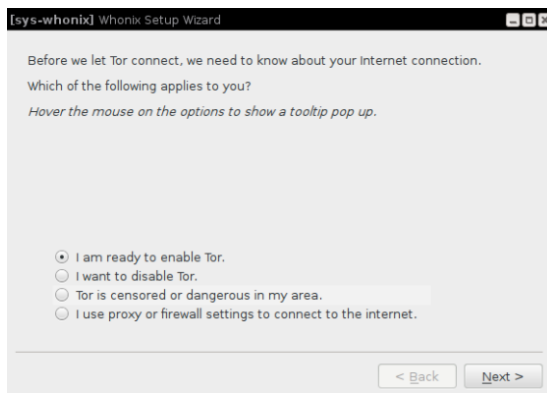 [sys-whonix] Whonix Setup Wizard
Before we let Tor connect, we need to know about your Internet connection.
Which of the following applies to you?
Hover the mouse on the options to show a tooltip pop up.
I am ready to enable Tor.
I want to disable Tor.
Tor is censored or dangerous in my area.
I use proxy or firewall settings to connect to the internet.
< Back Next >